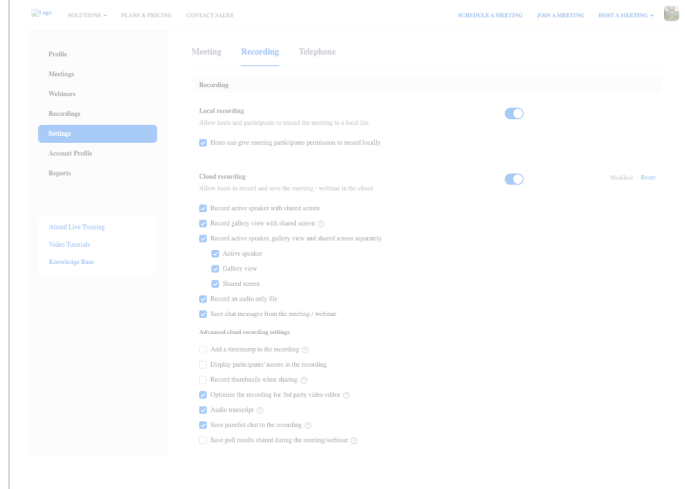 Logo SOLUTIONS PLANS & PRICING CONTACT SALES SCHEDULE A MEETING JOIN A MEETING HOST A MEETING
Profile
Meetings
Webinars
Recordings
Settings
Account Profile
Reports
Attend Live Training
Video Tutorials
Knowledge Base
Meeting Recording Telephone
Recording
Local recording
Allow hosts and participants to record the meeting to a local file
Hosts can give meeting participants permission to record locally
Cloud recording Modified Reset
Allow hosts to record and save the meeting / webinar in the cloud
Record active speaker with shared screen
Record gallery view with shared screen
Record active speaker, gallery view and shared screen separately
Active speaker
Gallery view
Shared screen
Record an audio only file
Save chat messages from the meeting / webinar
Advanced cloud recording settings
Add a timestamp to the recording
Display participants' names in the recording
Record thumbnails when sharing
Optimize the recording for 3rd party video editor
Audio transcript
Save panelist chat to the recording
Save poll results shared during the meeting/webinar